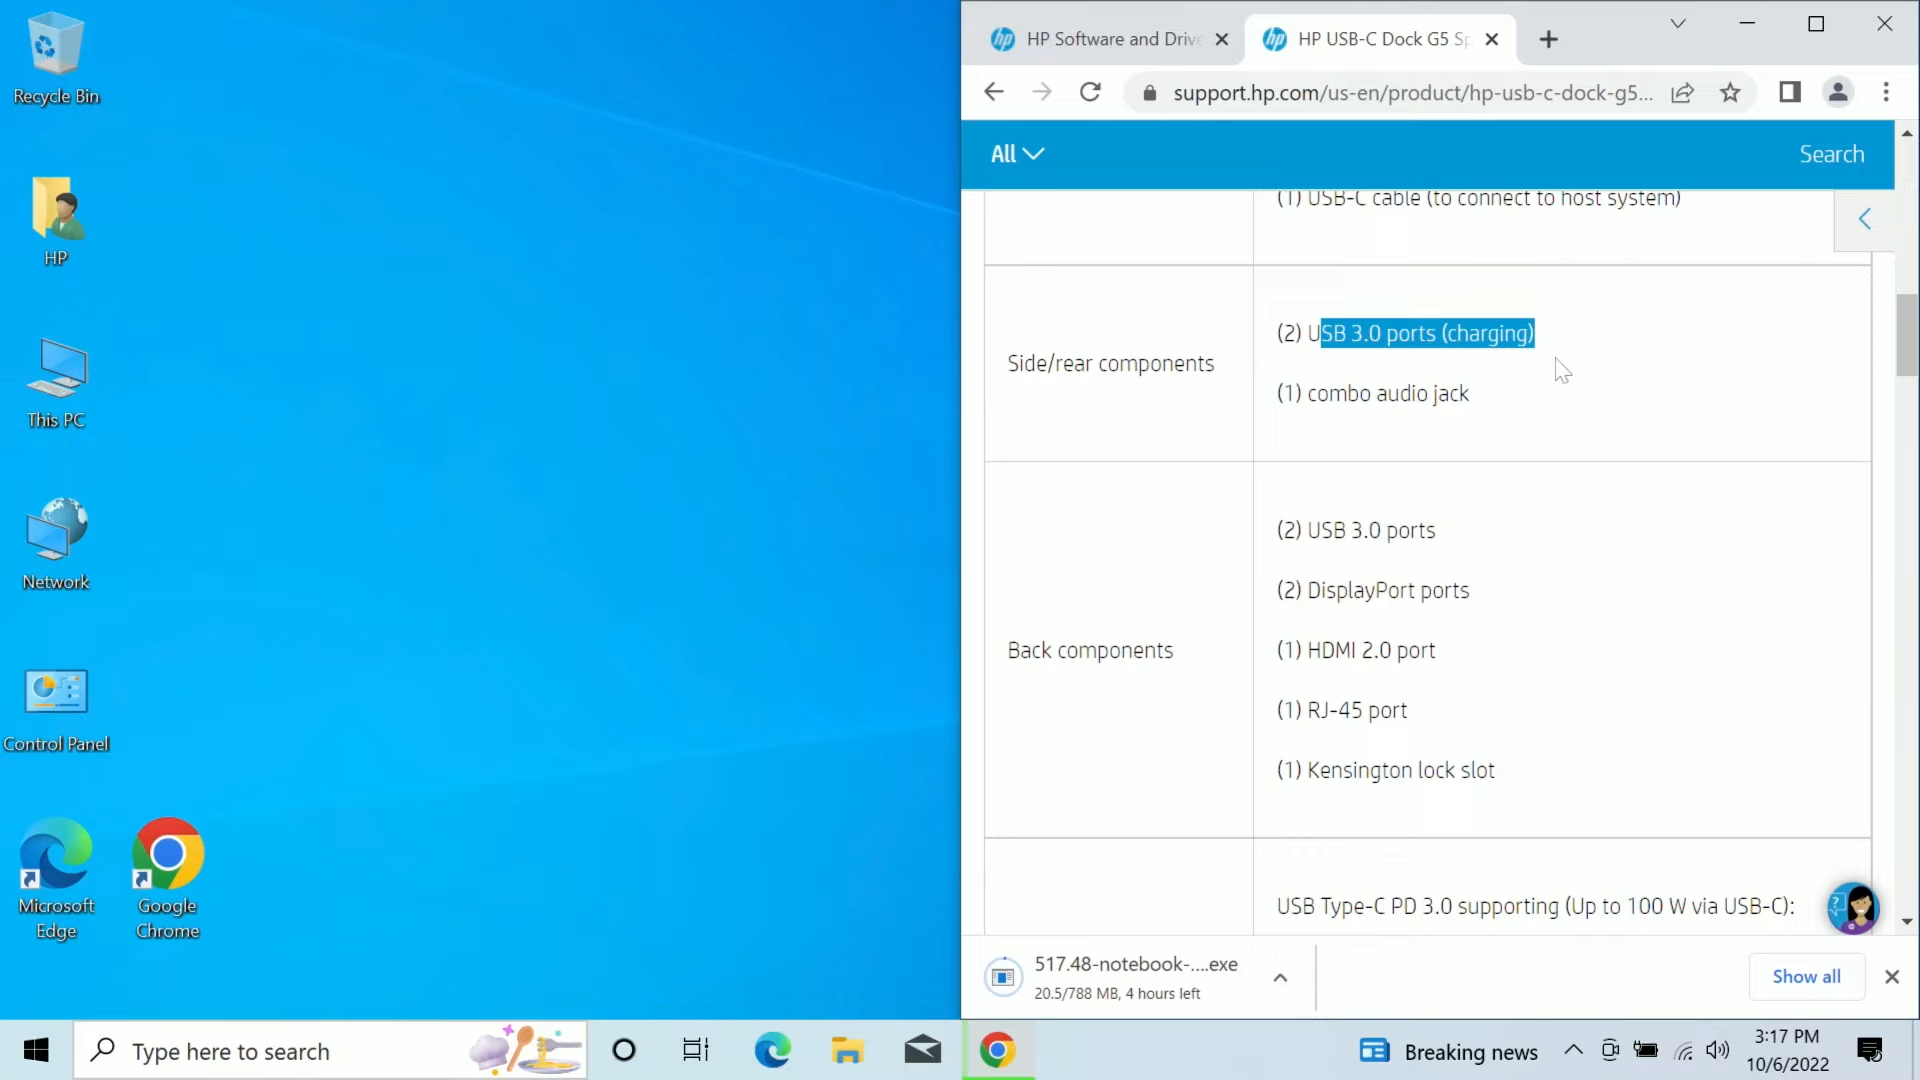 Recycle Bin
HP
This PC
Network
Control Panel
Microsoft
Edge
Google
Chrome
hp
HP Software and Drive
hp
HP USB-C Dock G5 Sp
support.hp.com/us-en/product/hp-usb-c-dock-g5...
All
Search
(1) USB-C cable (to connect to host system)
Side/rear components
(2) USB 3.0 ports (charging)
(1) combo audio jack
Back components
(2) USB 3.0 ports
(2) DisplayPort ports
(1) HDMI 2.0 port
(1) RJ-45 port
(1) Kensington lock slot
USB Type-C PD 3.0 supporting (Up to 100 W via USB-C):
517.48-notebook-....exe
20.5/788 MB, 4 hours left
Show all
Type here to search
Breaking news
3:17 PM
10/6/2022